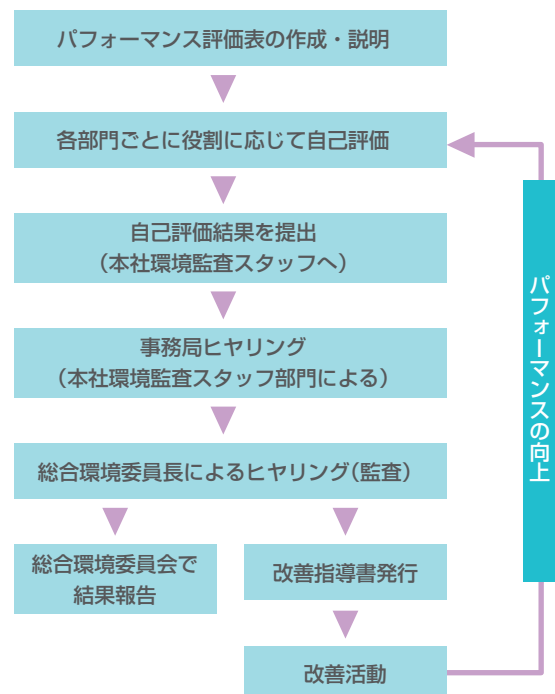 パフォーマンス評価表の作成・説明
各部門ごとに役割に応じて自己評価
自己評価結果を提出
（本社環境監査スタッフへ）
事務局ヒヤリング
（本社環境監査スタッフ部門による）
総合環境委員長によるヒヤリング（監査）
総合環境委員会で
結果報告
改善指導書発行
改善活動
パフォーマンスの向上